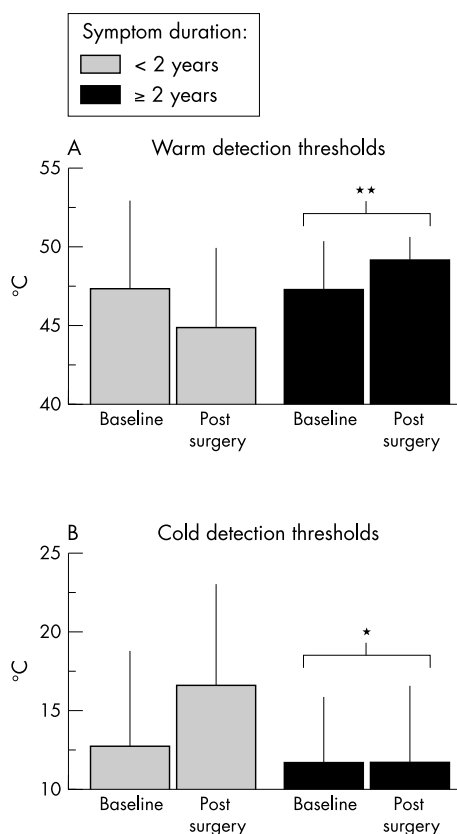 Symptom duration:
< 2 years
≥ 2 years
A Warm detection thresholds
55
★★
50
°C
45
40
Baseline Post surgery Baseline Post surgery
B Cold detection thresholds
25
20
★
°C
15
10
Baseline Post surgery Baseline Post surgery